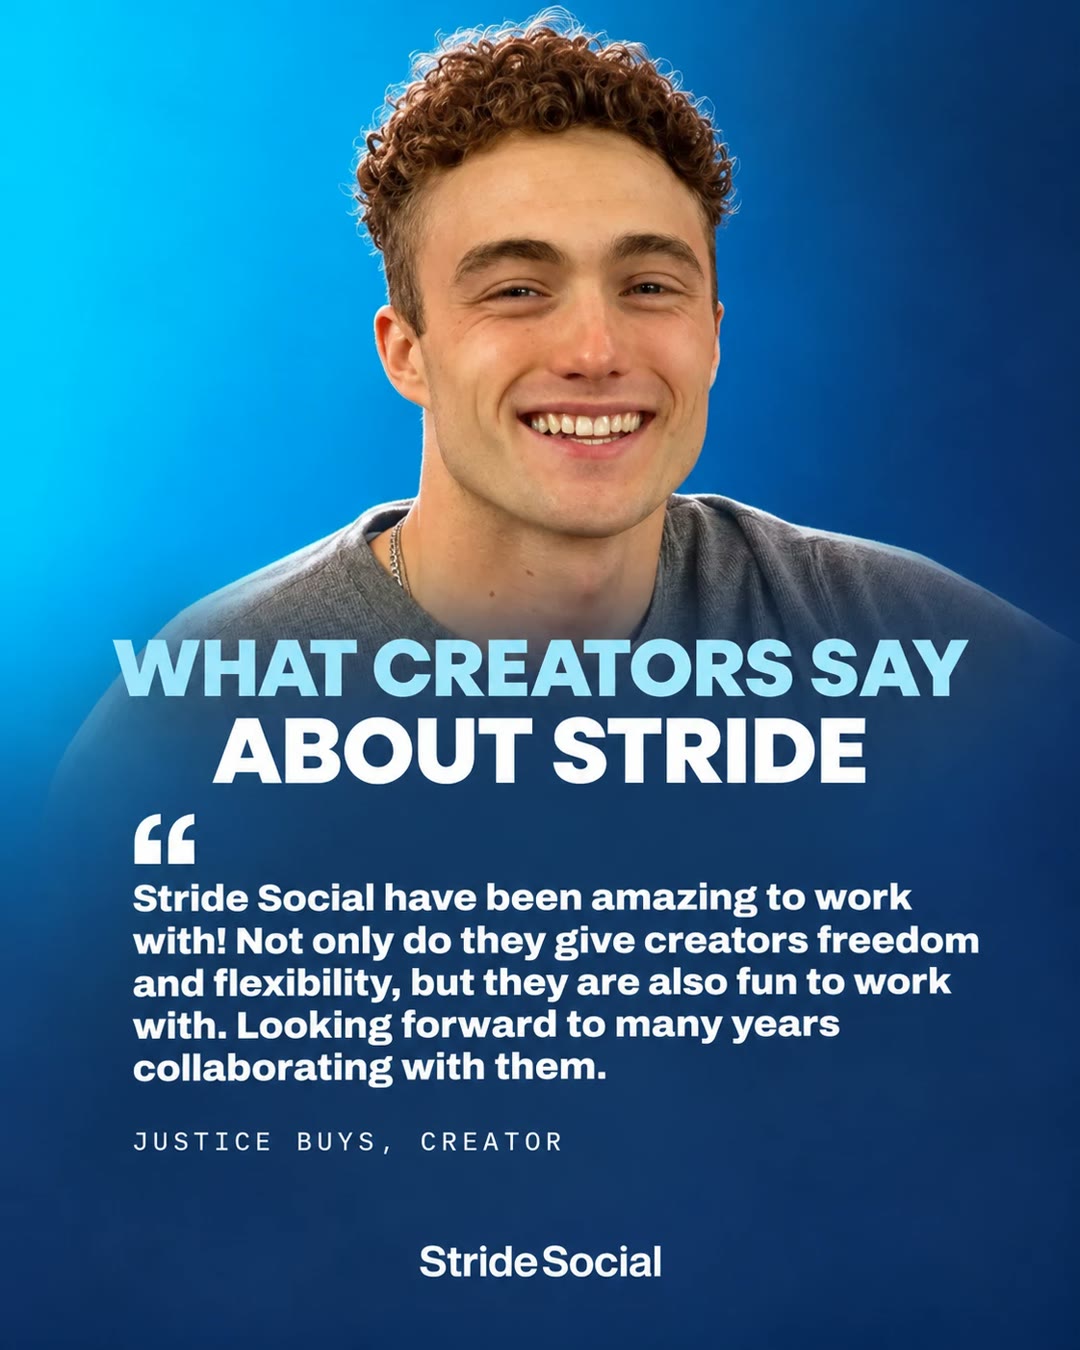 WHAT CREATORS SAY
ABOUT STRIDE
“
Stride Social have been amazing to work
with! Not only do they give creators freedom
and flexibility, but they are also fun to work
with. Looking forward to many years
collaborating with them.
JUSTICE BUYS, CREATOR
Stride Social